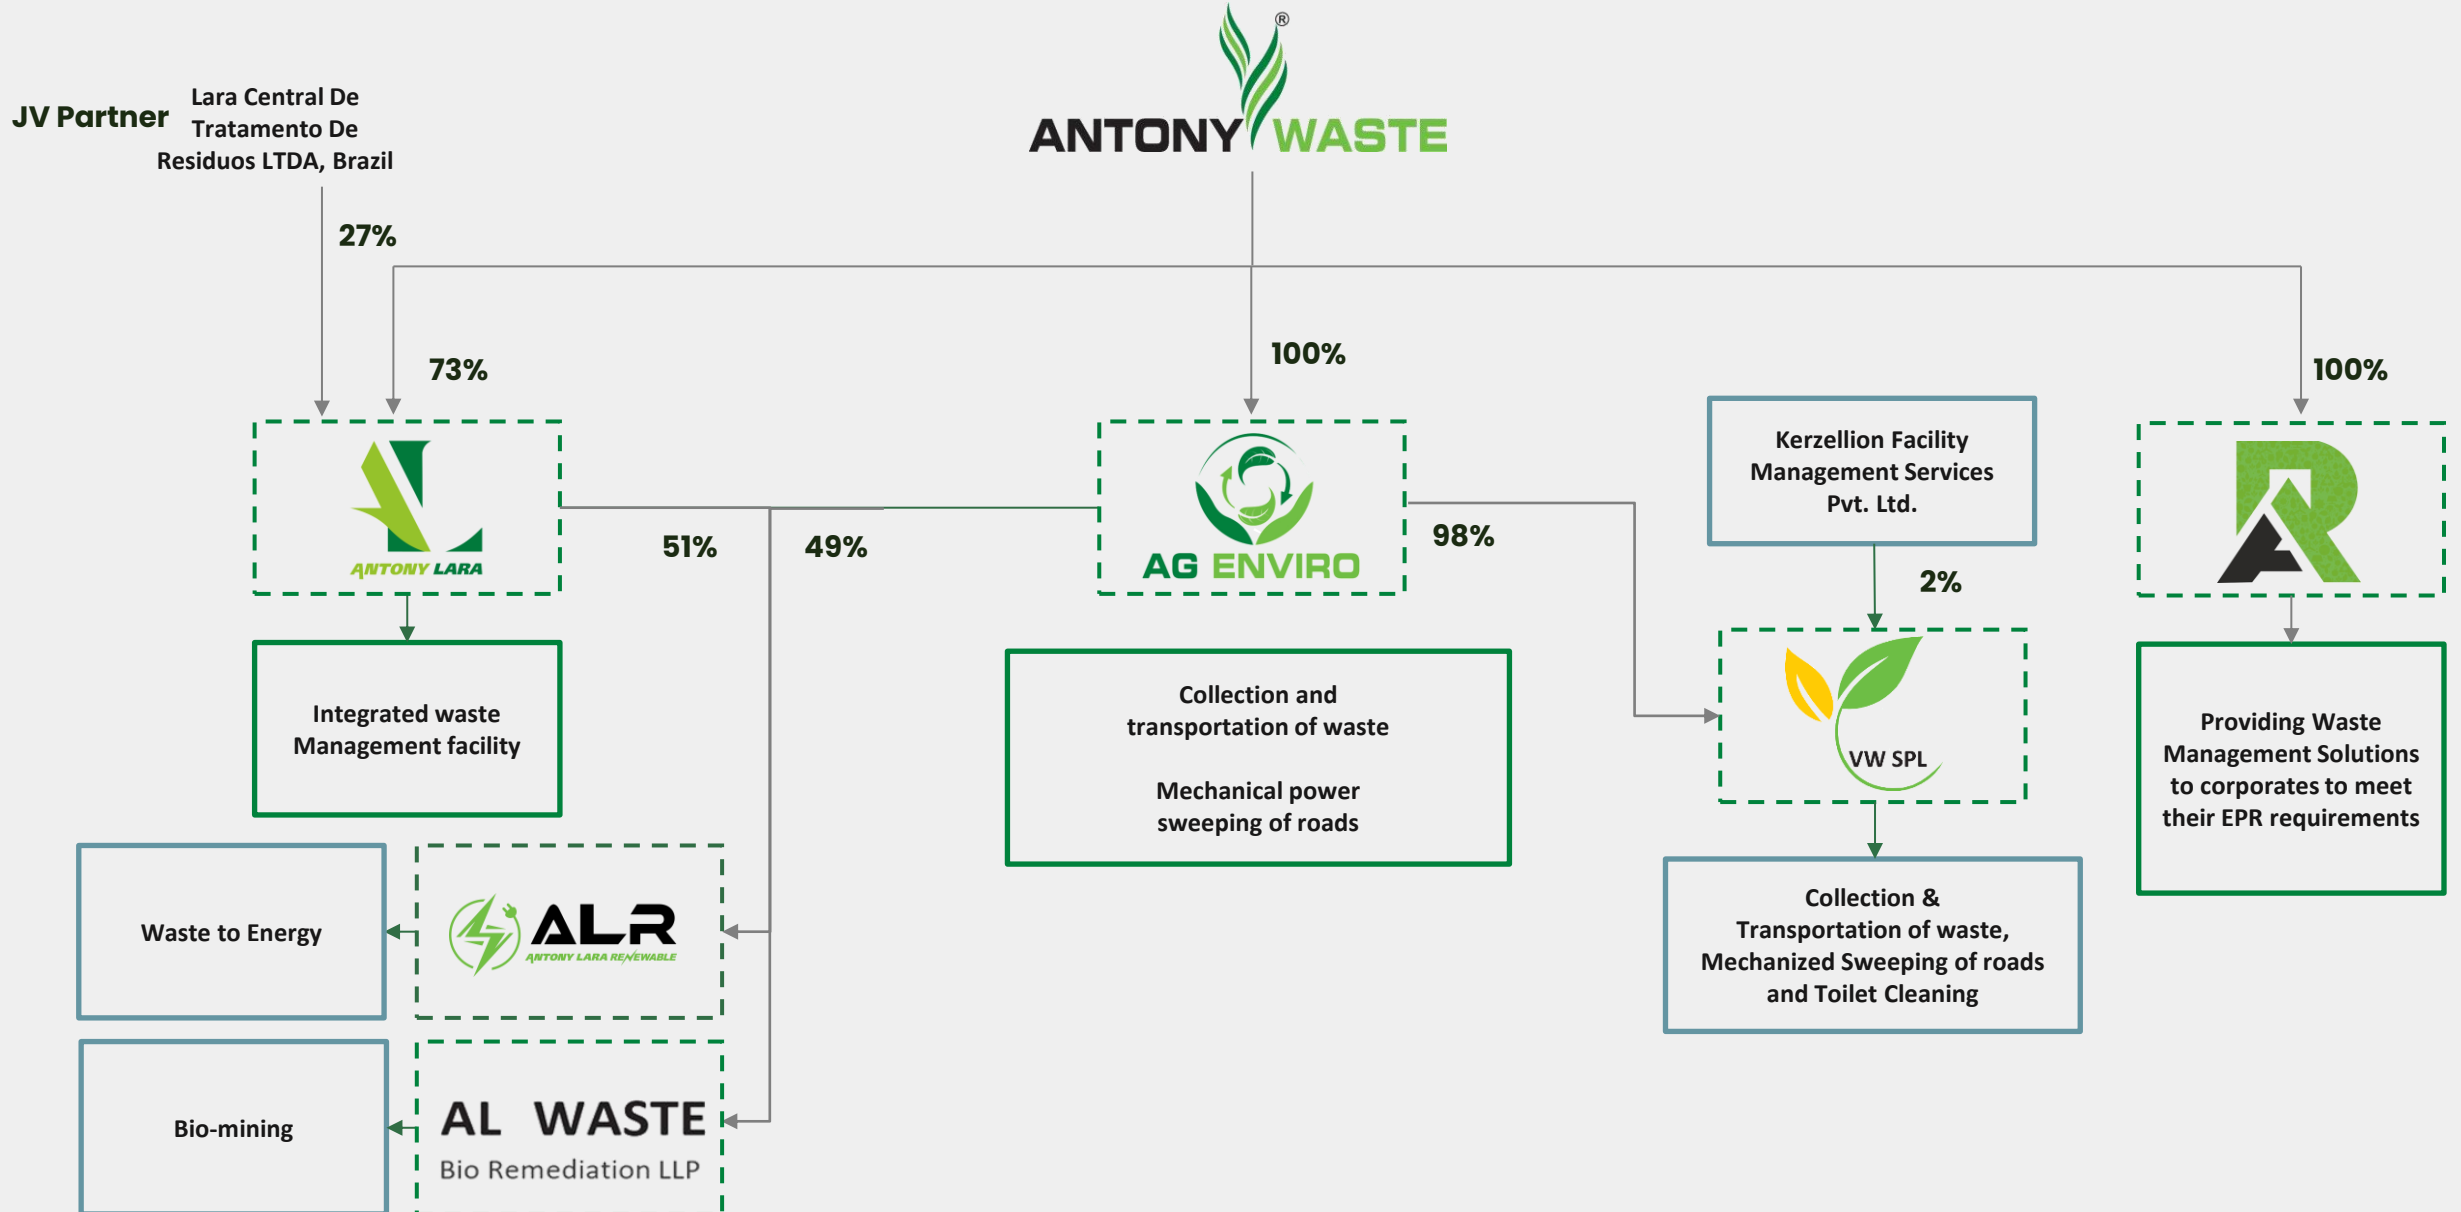 ANTONY WASTE ®
JV Partner
Lara Central De
Tratamento De
Residuos LTDA, Brazil
27%
73%
100%
100%
ANTONY LARA
51%
49%
AG ENVIRO
98%
Kerzellion Facility
Management Services
Pvt. Ltd.
2%
AR
Integrated waste
Management facility
Collection and
transportation of waste
Mechanical power
sweeping of roads
VW SPL
Providing Waste
Management Solutions
to corporates to meet
their EPR requirements
Waste to Energy
ALR
ANTONY LARA RENEWABLE
Collection &
Transportation of waste,
Mechanized Sweeping of roads
and Toilet Cleaning
Bio-mining
AL WASTE
Bio Remediation LLP